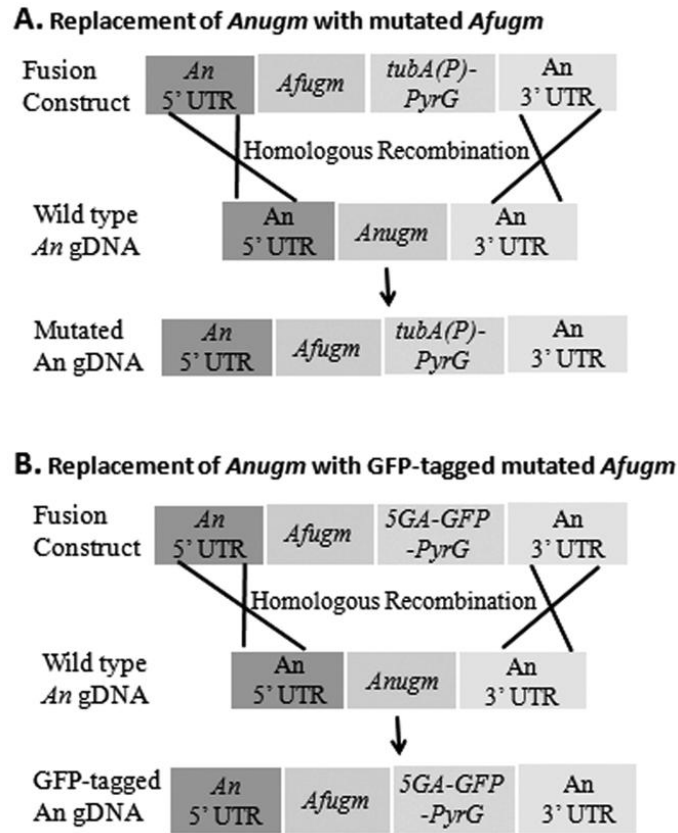 A. Replacement of Anugm with mutated Afugm
Fusion
Construct
An
5' UTR
Afugm
tubA(P)-
PyrG
An
3' UTR
Homologous Recombination
Wild type
An gDNA
An
5' UTR
Anugm
An
3' UTR
Mutated
An gDNA
An
5' UTR
Afugm
tubA(P)-
PyrG
An
3' UTR
B. Replacement of Anugm with GFP-tagged mutated Afugm
Fusion
Construct
An
5' UTR
Afugm
5GA-GFP
-PyrG
An
3' UTR
Homologous Recombination
Wild type
An gDNA
An
5' UTR
Anugm
An
3' UTR
GFP-tagged
An gDNA
An
5' UTR
Afugm
5GA-GFP
-PyrG
An
3' UTR